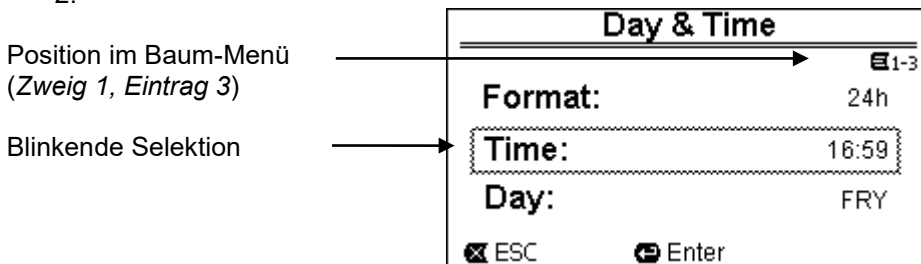 2.
Day & Time
Position im Baum-Menü
(Zweig 1, Eintrag 3)
1-3
Format: 24h
Blinkende Selektion
Time: 16:59
Day: FRY
ESC Enter